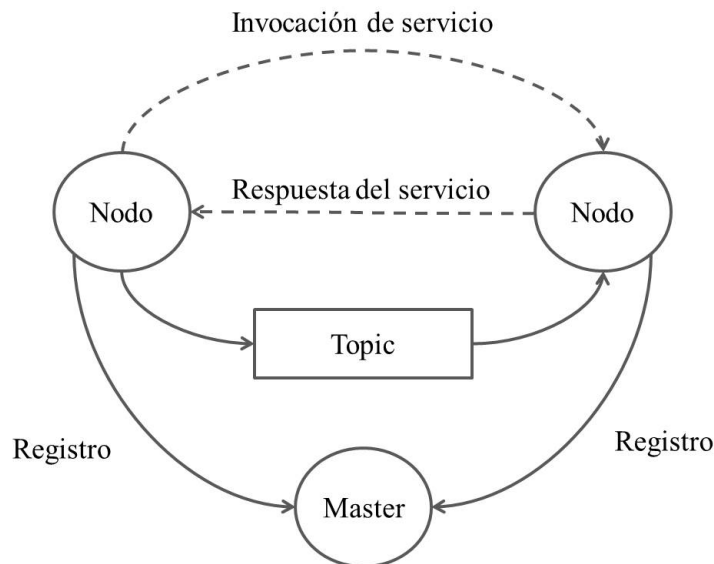 Invocación de servicio
Nodo
Respuesta del servicio
Nodo
Topic
Registro
Registro
Master